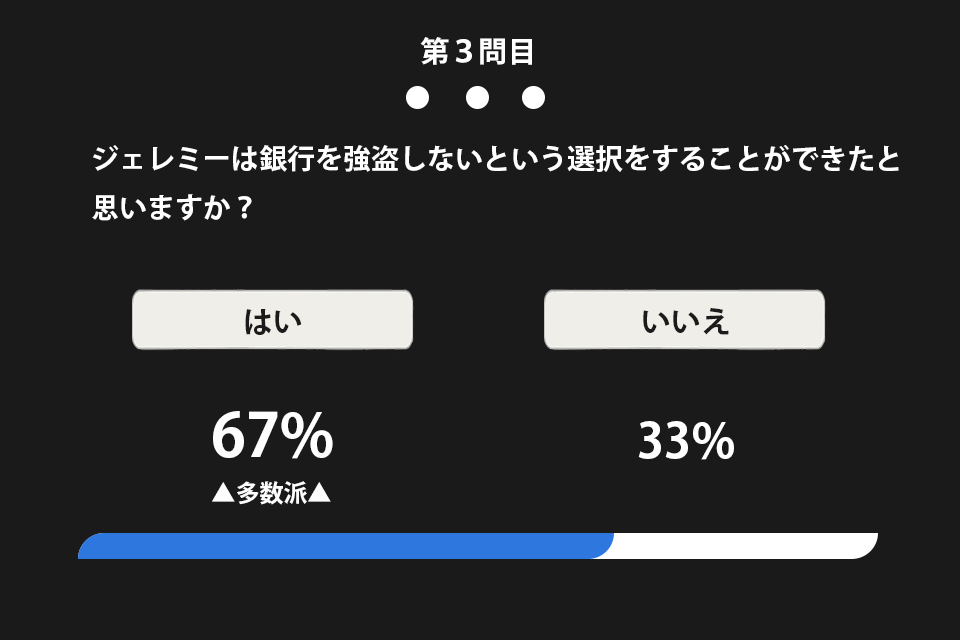 第３問目
ジェレミーは銀行を強盗しないという選択をすることができたと
思いますか？
はい
いいえ
67%
33%
▲多数派▲